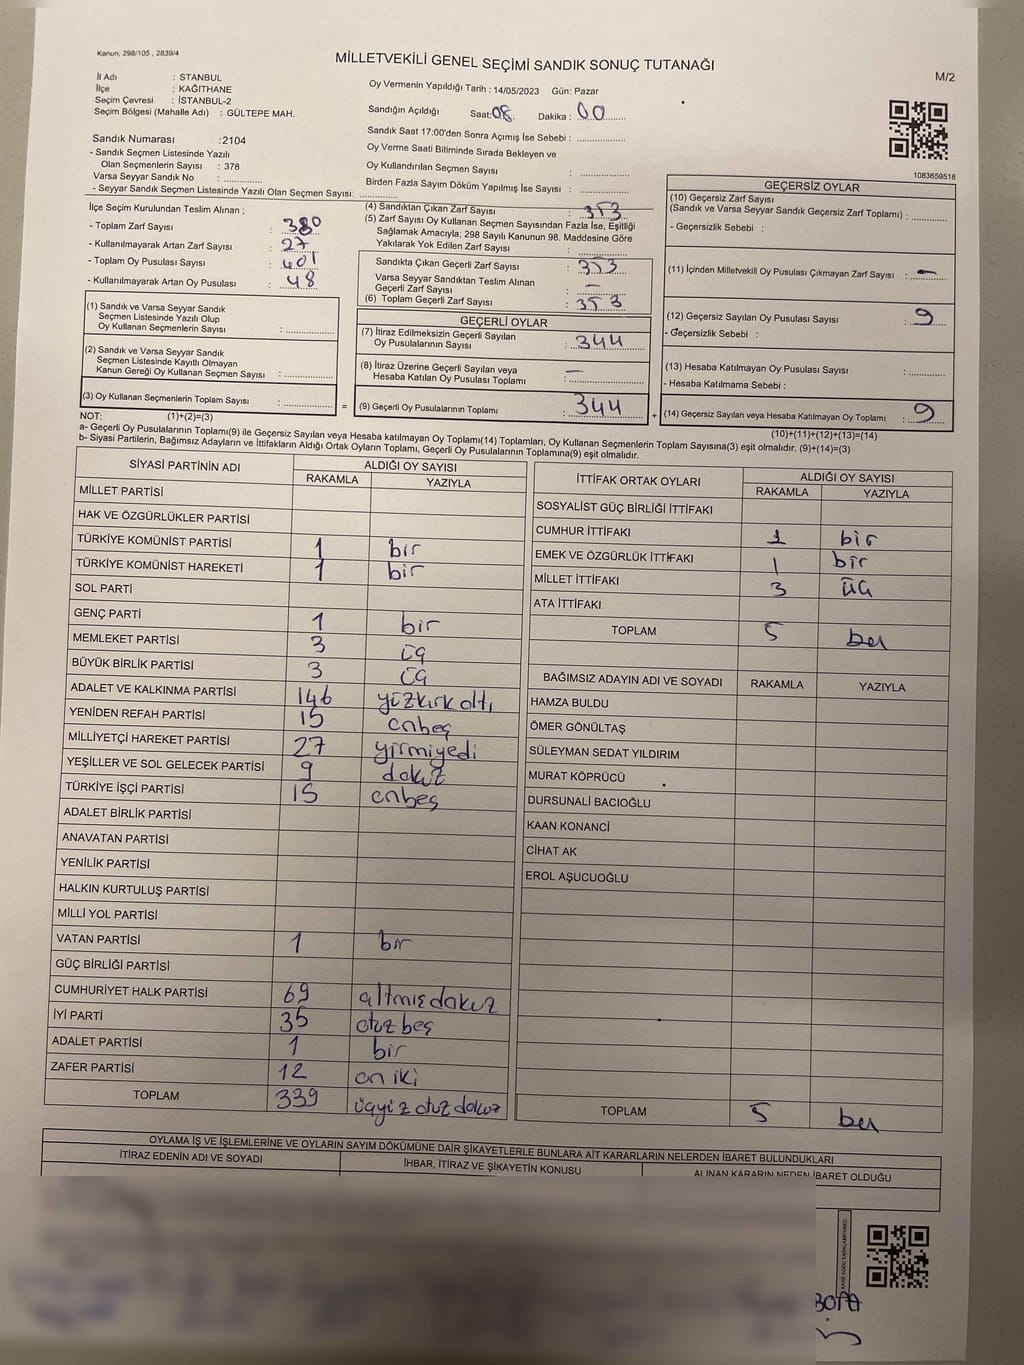 Kanun; 298/105 , 2839/4
MİLLETVEKİLİ GENEL SEÇİMİ SANDIK SONUÇ TUTANAĞI
M/2
İl Adı : STANBUL
İlçe : KAĞITHANE
Seçim Çevresi : İSTANBUL-2
Seçim Bölgesi (Mahalle Adı) : GÜLTEPE MAH.
Oy Vermenin Yapıldığı Tarih : 14/05/2023 Gün: Pazar
Sandığın Açıldığı Saat: 08 Dakika : 00
Sandık Saat 17:00'den Sonra Açımış İse Sebebi :
Oy Verme Saati Bitiminde Sırada Bekleyen ve
Oy Kullandırılan Seçmen Sayısı :
Birden Fazla Sayım Döküm Yapılmış İse Sayısı :
1083659518
Sandık Numarası :2104
- Sandık Seçmen Listesinde Yazılı
Olan Seçmenlerin Sayısı : 378
Varsa Seyyar Sandık No :
- Seyyar Sandık Seçmen Listesinde Yazılı Olan Seçmen Sayısı:
İlçe Seçim Kurulundan Teslim Alınan ;
- Toplam Zarf Sayısı : 380
- Kullanılmayarak Artan Zarf Sayısı : 27
- Toplam Oy Pusulası Sayısı : 401
- Kullanılmayarak Artan Oy Pusulası : 48
(1) Sandık ve Varsa Seyyar Sandık
Seçmen Listesinde Yazılı Olup
Oy Kullanan Seçmenlerin Sayısı :
(2) Sandık ve Varsa Seyyar Sandık
Seçmen Listesinde Kayıtlı Olmayan
Kanun Gereği Oy Kullanan Seçmen Sayısı :
(3) Oy Kullanan Seçmenlerin Toplam Sayısı :
(4) Sandıktan Çıkan Zarf Sayısı : 353
(5) Zarf Sayısı Oy Kullanan Seçmen Sayısından Fazla İse, Eşitliği
Sağlamak Amacıyla; 298 Sayılı Kanunun 98. Maddesine Göre
Yakılarak Yok Edilen Zarf Sayısı :
Sandıkta Çıkan Geçerli Zarf Sayısı : 353
Varsa Seyyar Sandıktan Teslim Alınan
Geçerli Zarf Sayısı : –
(6) Toplam Geçerli Zarf Sayısı : 353
GEÇERLİ OYLAR
(7) İtiraz Edilmeksizin Geçerli Sayılan
Oy Pusulalarının Sayısı : 344
(8) İtiraz Üzerine Geçerli Sayılan veya
Hesaba Katılan Oy Pusulası Toplamı : –
= (9) Geçerli Oy Pusulalarının Toplamı : 344 +
GEÇERSİZ OYLAR
(10) Geçersiz Zarf Sayısı
(Sandık ve Varsa Seyyar Sandık Geçersiz Zarf Toplamı) :
- Geçersizlik Sebebi :
(11) İçinden Milletvekili Oy Pusulası Çıkmayan Zarf Sayısı : –
(12) Geçersiz Sayılan Oy Pusulası Sayısı : 9
- Geçersizlik Sebebi :
(13) Hesaba Katılmayan Oy Pusulası Sayısı :
- Hesaba Katılmama Sebebi :
(14) Geçersiz Sayılan veya Hesaba Katılmayan Oy Toplamı : 9
NOT: (1)+(2)=(3)
(10)+(11)+(12)+(13)=(14)
a- Geçerli Oy Pusulalarının Toplamı(9) ile Geçersiz Sayılan veya Hesaba katılmayan Oy Toplamı(14) Toplamları, Oy Kullanan Seçmenlerin Toplam Sayısına(3) eşit olmalıdır. (9)+(14)=(3)
b- Siyasi Partilerin, Bağımsız Adayların ve İttifakların Aldığı Ortak Oyların Toplamı, Geçerli Oy Pusulalarının Toplamına(9) eşit olmalıdır.
SİYASİ PARTİNİN ADI ALDIĞI OY SAYISI
RAKAMLA YAZIYLA
MİLLET PARTİSİ
HAK VE ÖZGÜRLÜKLER PARTİSİ
TÜRKİYE KOMÜNİST PARTİSİ 1 bir
TÜRKİYE KOMÜNİST HAREKETİ 1 bir
SOL PARTİ
GENÇ PARTİ 1 bir
MEMLEKET PARTİSİ 3 üç
BÜYÜK BİRLİK PARTİSİ 3 üç
ADALET VE KALKINMA PARTİSİ 146 yüzkırkaltı
YENİDEN REFAH PARTİSİ 15 onbeş
MİLLİYETÇİ HAREKET PARTİSİ 27 yirmiyedi
YEŞİLLER VE SOL GELECEK PARTİSİ 9 dokuz
TÜRKİYE İŞÇİ PARTİSİ 15 onbeş
ADALET BİRLİK PARTİSİ
ANAVATAN PARTİSİ
YENİLİK PARTİSİ
HALKIN KURTULUŞ PARTİSİ
MİLLİ YOL PARTİSİ
VATAN PARTİSİ 1 bir
GÜÇ BİRLİĞİ PARTİSİ
CUMHURİYET HALK PARTİSİ 69 altmışdokuz
İYİ PARTİ 35 otuzbeş
ADALET PARTİSİ 1 bir
ZAFER PARTİSİ 12 on iki
TOPLAM 339 üçyüz otuz dokuz
İTTİFAK ORTAK OYLARI ALDIĞI OY SAYISI
RAKAMLA YAZIYLA
SOSYALİST GÜÇ BİRLİĞİ İTTİFAKI
CUMHUR İTTİFAKI 1 bir
EMEK VE ÖZGÜRLÜK İTTİFAKI 1 bir
MİLLET İTTİFAKI 3 üç
ATA İTTİFAKI
TOPLAM 5 beş
BAĞIMSIZ ADAYIN ADI VE SOYADI RAKAMLA YAZIYLA
HAMZA BULDU
ÖMER GÖNÜLTAŞ
SÜLEYMAN SEDAT YILDIRIM
MURAT KÖPRÜCÜ
DURSUNALİ BACIOĞLU
KAAN KONANCİ
CİHAT AK
EROL AŞUCUOĞLU
TOPLAM 5 beş
OYLAMA İŞ VE İŞLEMLERİNE VE OYLARIN SAYIM DÖKÜMÜNE DAİR ŞİKAYETLERLE BUNLARA AİT KARARLARIN NELERDEN İBARET BULUNDUKLARI
İTİRAZ EDENİN ADI VE SOYADI İHBAR, İTİRAZ VE ŞİKAYETİN KONUSU ALINAN KARARIN NEDEN İBARET OLDUĞU